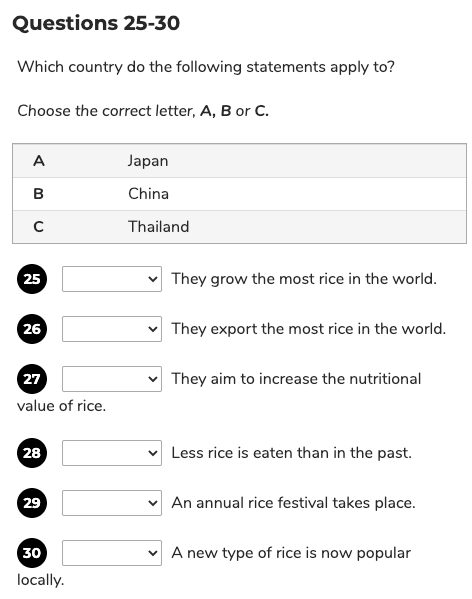 Questions 25-30
Which country do the following statements apply to?
Choose the correct letter, A, B or C.
A Japan
B China
C Thailand
25 They grow the most rice in the world.
26 They export the most rice in the world.
27 They aim to increase the nutritional
value of rice.
28 Less rice is eaten than in the past.
29 An annual rice festival takes place.
30 A new type of rice is now popular
locally.